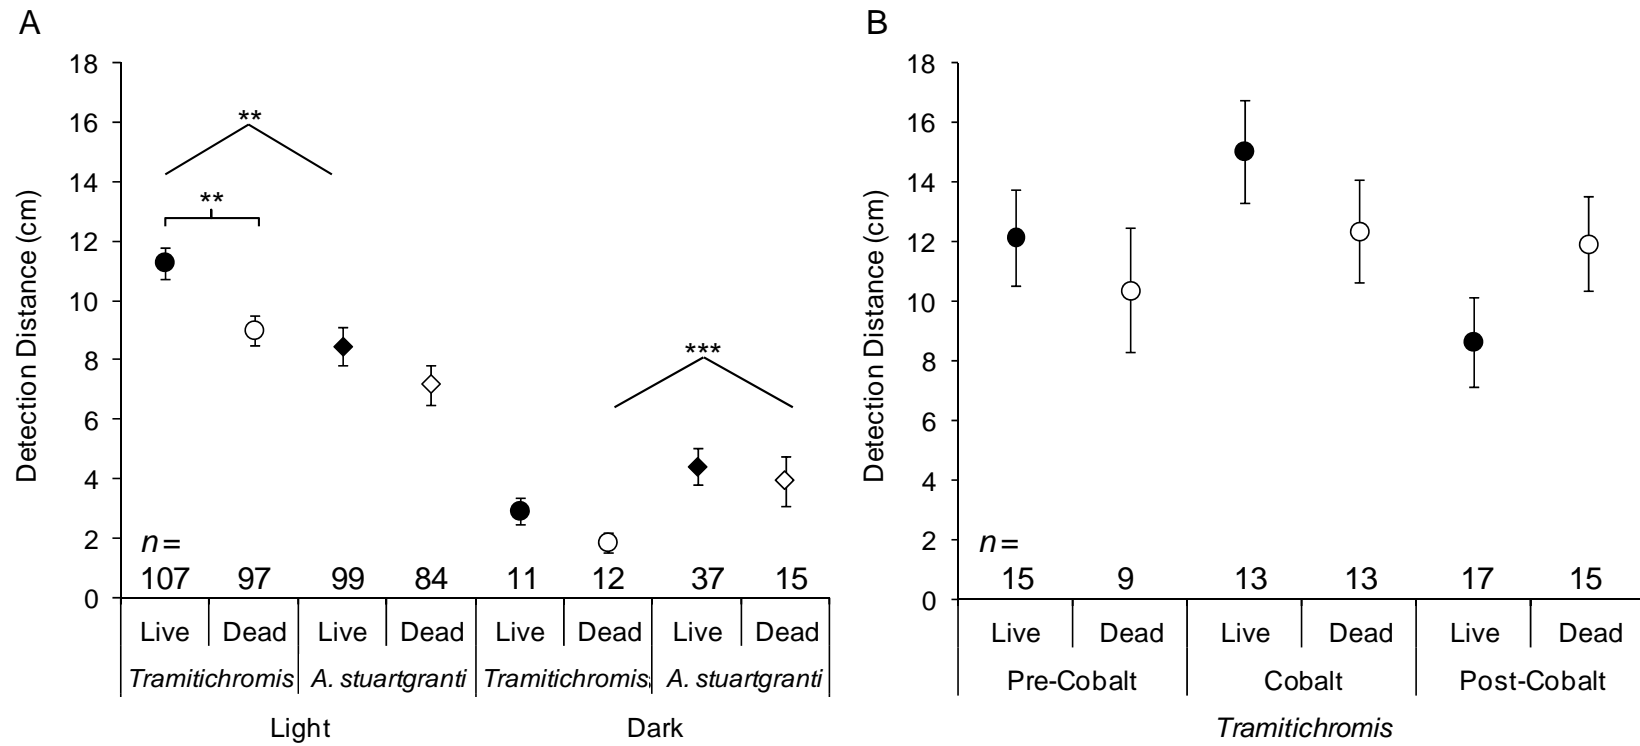 A
Detection Distance (cm)
18
16
14
12
10
8
6
4
2
0
**
**
***
n=
107 97 99 84 11 12 37 15
Live Dead Live Dead Live Dead Live Dead
Tramitichromis A. stuartgranti Tramitichromis A. stuartgranti
Light Dark
B
Detection Distance (cm)
18
16
14
12
10
8
6
4
2
0
n=
15 9 13 13 17 15
Live Dead Live Dead Live Dead
Pre-Cobalt Cobalt Post-Cobalt
Tramitichromis